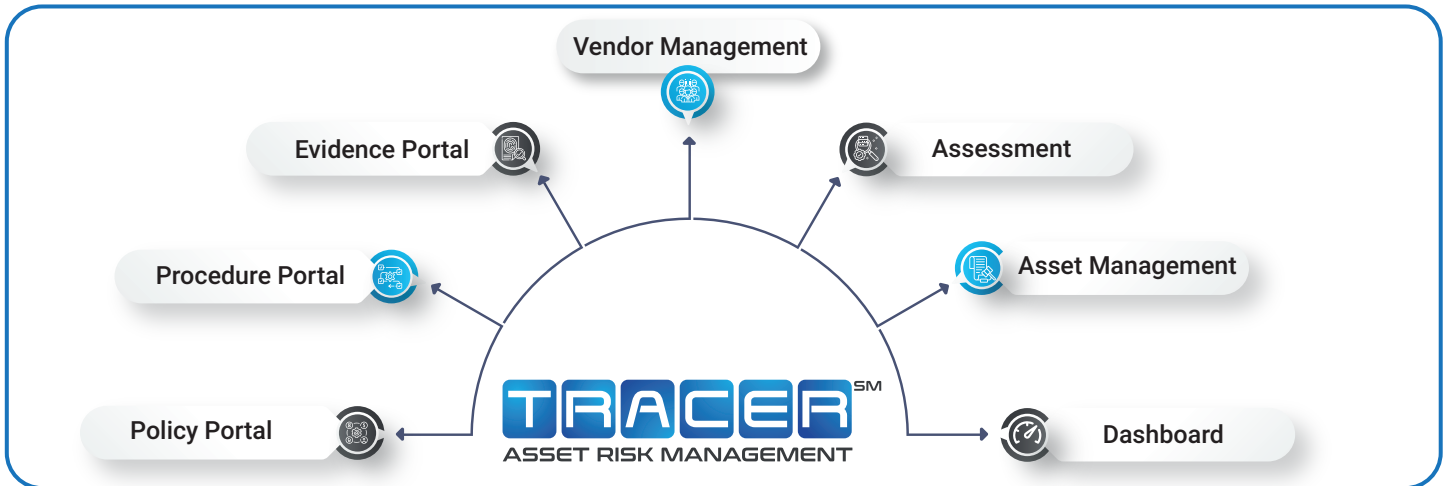 Vendor Management
Evidence Portal
Assessment
Procedure Portal
Asset Management
TRACER SM
ASSET RISK MANAGEMENT
Policy Portal
Dashboard